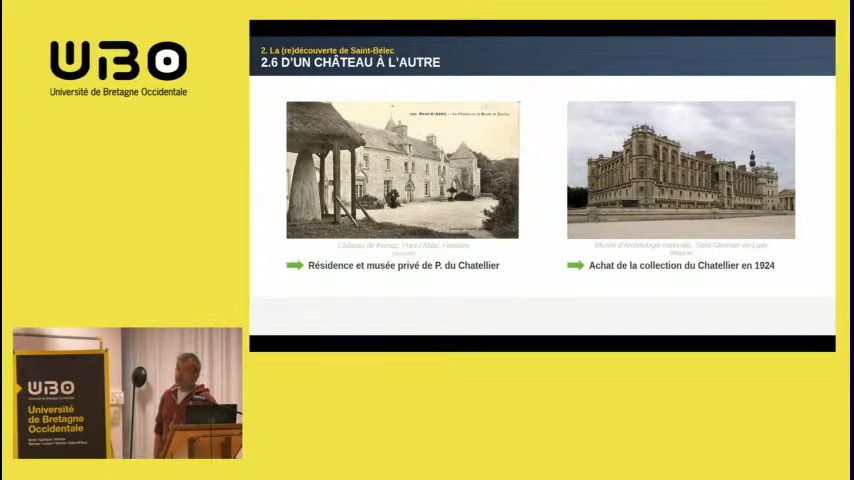 UBO
Université de Bretagne Occidentale
2. La (re)découverte de Saint-Bélec
2.6 D'UN CHÂTEAU À L'AUTRE
Château de Kernuz, Pont-l'Abbé, Finistère
Musée d'Archéologie nationale, Saint-Germain-en-Laye
Résidence et musée privé de P. du Chatellier
Achat de la collection du Chatellier en 1924
UBO
Université
de Bretagne
Occidentale